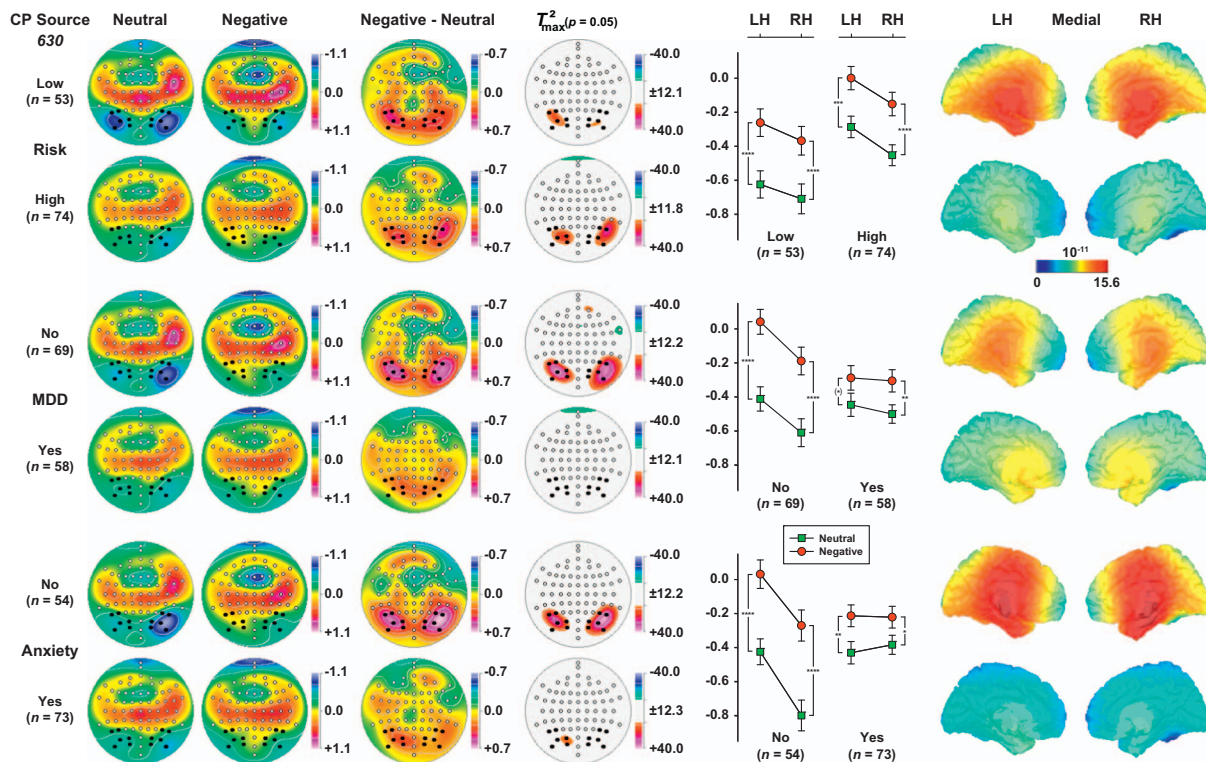 CP Source Neutral Negative Negative - Neutral T²max(p = 0.05) LH RH LH RH LH Medial RH
630
Low
(n = 53)
-1.1
+1.1
-0.7
+0.7
-40.0
±12.1
+40.0
Risk
High
(n = 74)
-1.1
0.0
+1.1
-0.7
0.0
+0.7
-40.0
±11.8
+40.0
0.0
-0.2
-0.4
-0.6
-0.8
***
****
****
****
Low
(n = 53)
High
(n = 74)
10-11
0 15.6
No
(n = 69)
-1.1
0.0
+1.1
-0.7
0.0
+0.7
-40.0
±12.2
+40.0
MDD
Yes
(n = 58)
-1.1
0.0
+1.1
-0.7
0.0
+0.7
-40.0
±12.1
+40.0
0.0
-0.2
-0.4
-0.6
-0.8
****
****
(*)
**
No
(n = 69)
Yes
(n = 58)
Neutral
Negative
No
(n = 54)
-1.1
0.0
+1.1
-0.7
0.0
+0.7
-40.0
±12.2
+40.0
Anxiety
Yes
(n = 73)
-1.1
0.0
+1.1
-0.7
0.0
+0.7
-40.0
±12.3
+40.0
0.0
-0.2
-0.4
-0.6
-0.8
****
****
**
*
No
(n = 54)
Yes
(n = 73)